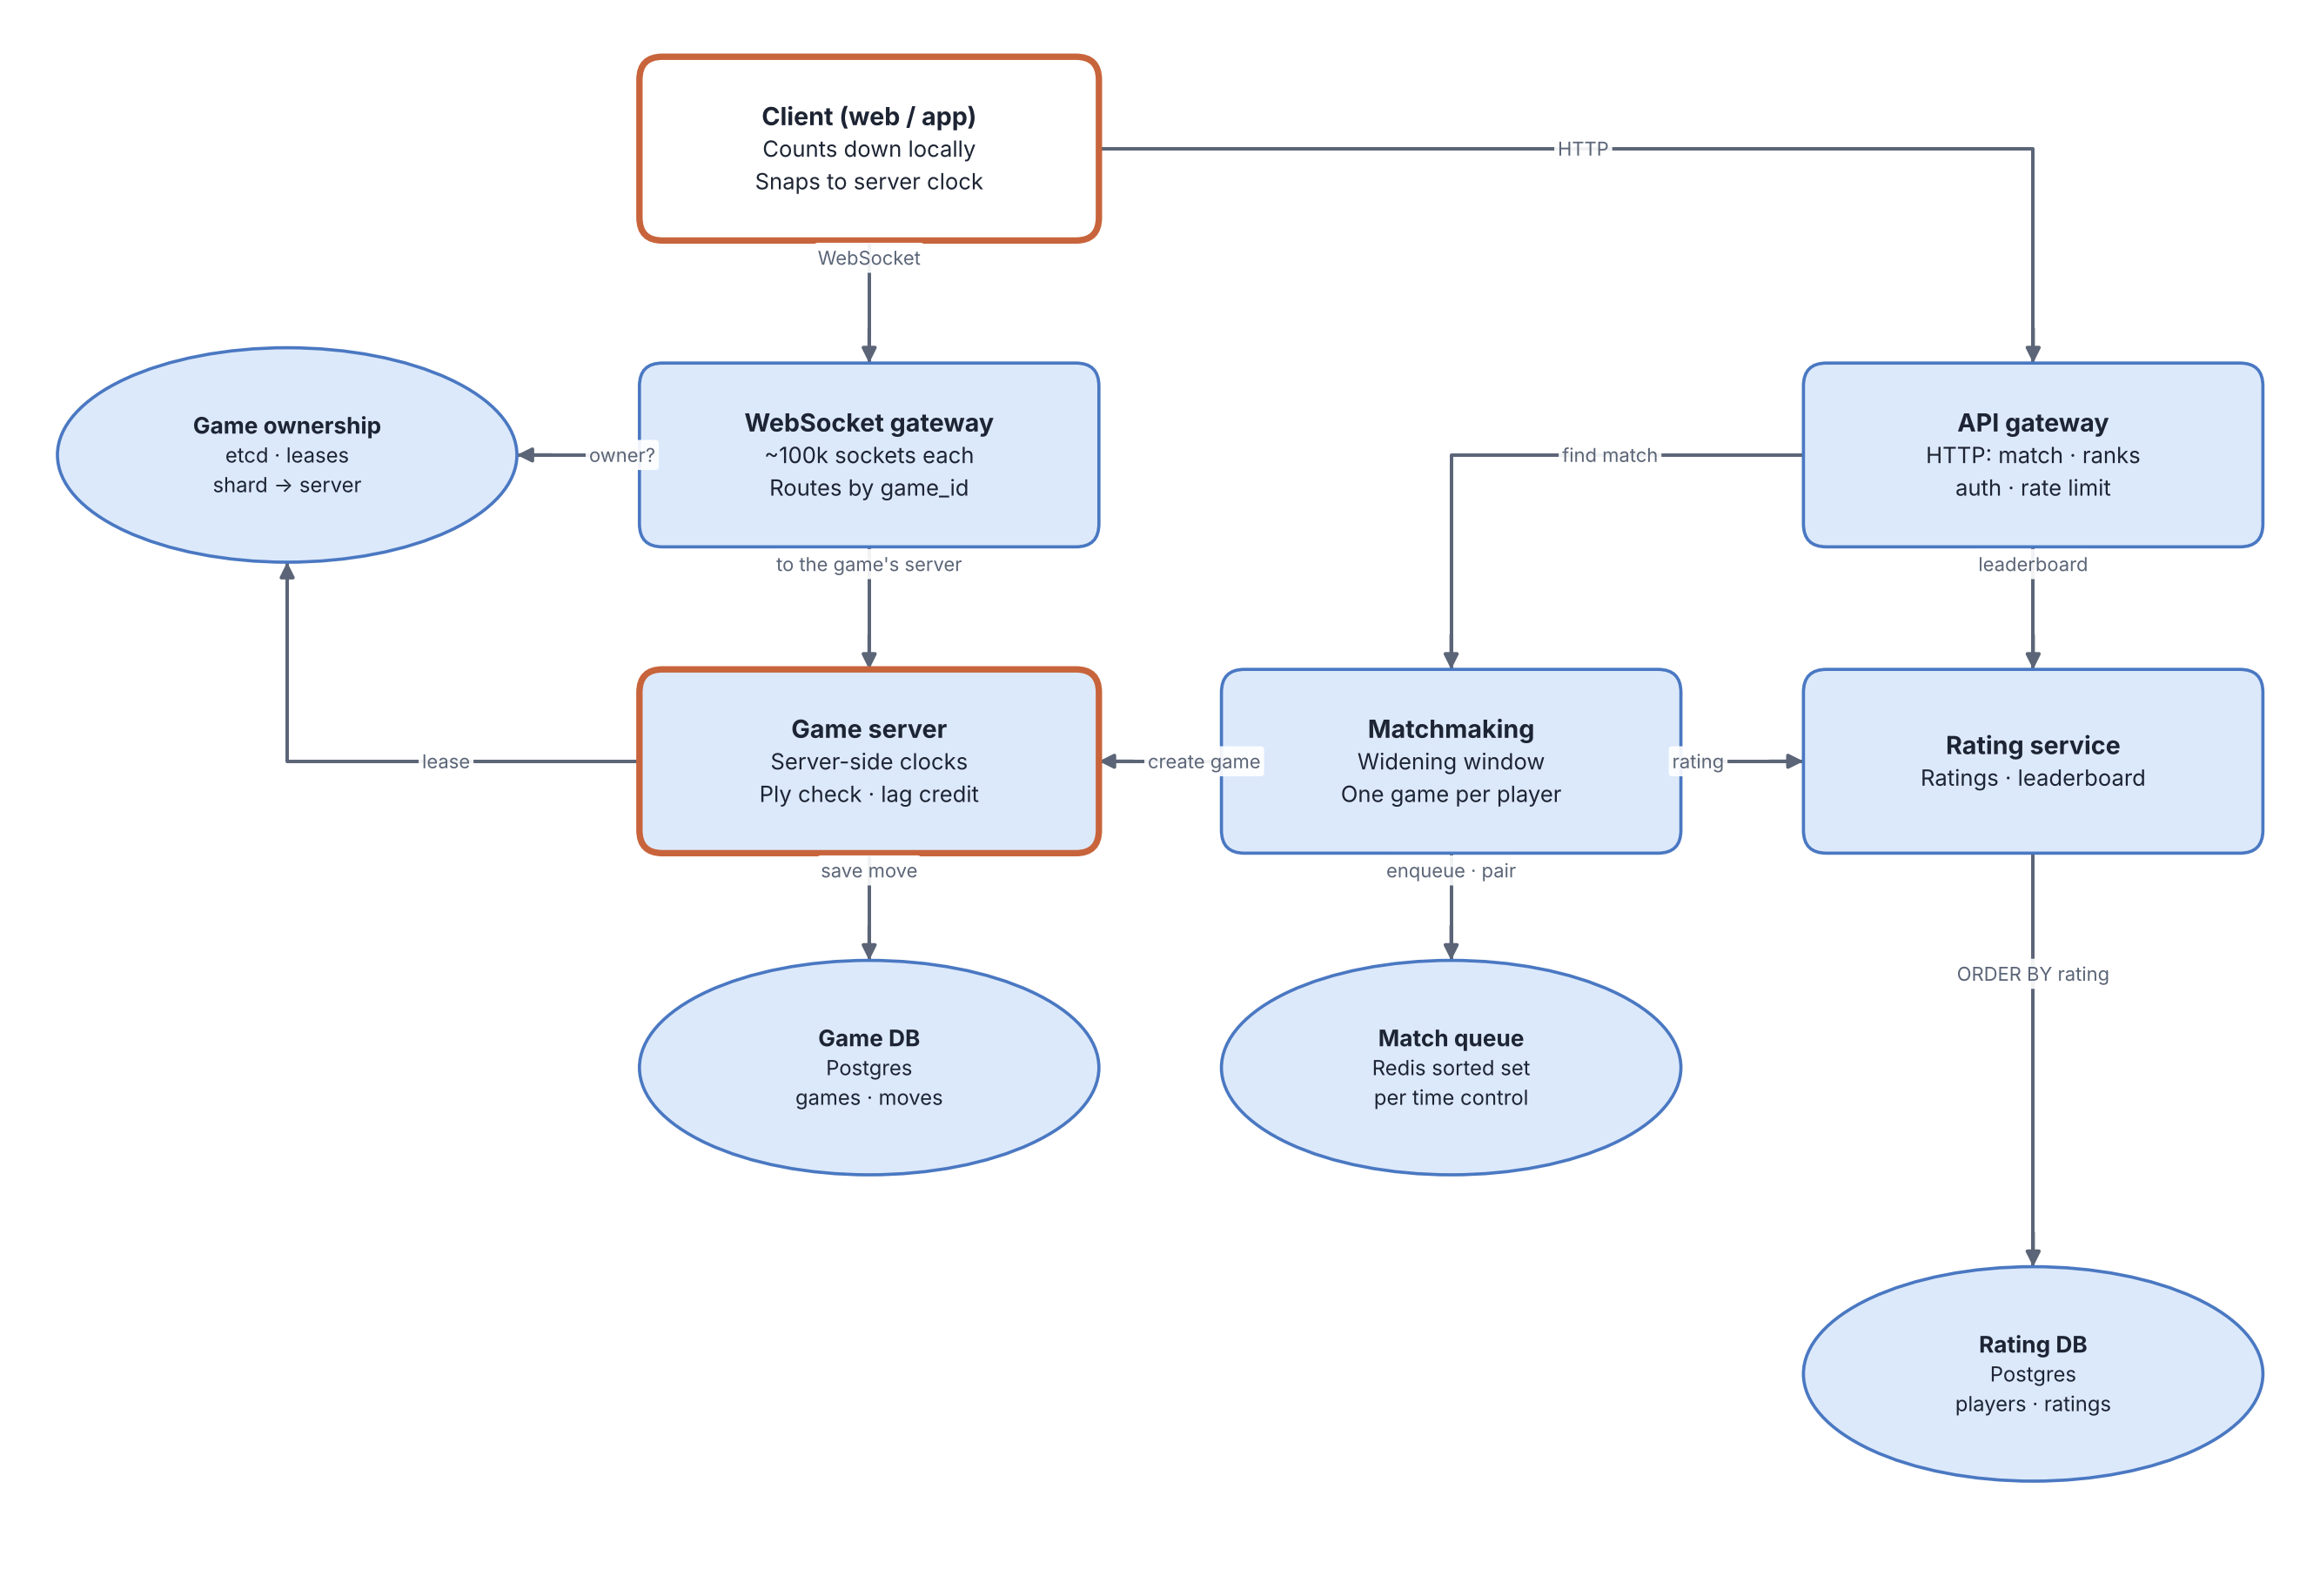 Client (web / app)
Counts down locally
Snaps to server clock
HTTP
WebSocket
Game ownership
etcd · leases
shard → server
owner?
WebSocket gateway
~100k sockets each
Routes by game_id
find match
API gateway
HTTP: match · ranks
auth · rate limit
to the game's server
leaderboard
lease
Game server
Server-side clocks
Ply check · lag credit
create game
Matchmaking
Widening window
One game per player
rating
Rating service
Ratings · leaderboard
save move
enqueue · pair
ORDER BY rating
Game DB
Postgres
games · moves
Match queue
Redis sorted set
per time control
Rating DB
Postgres
players · ratings